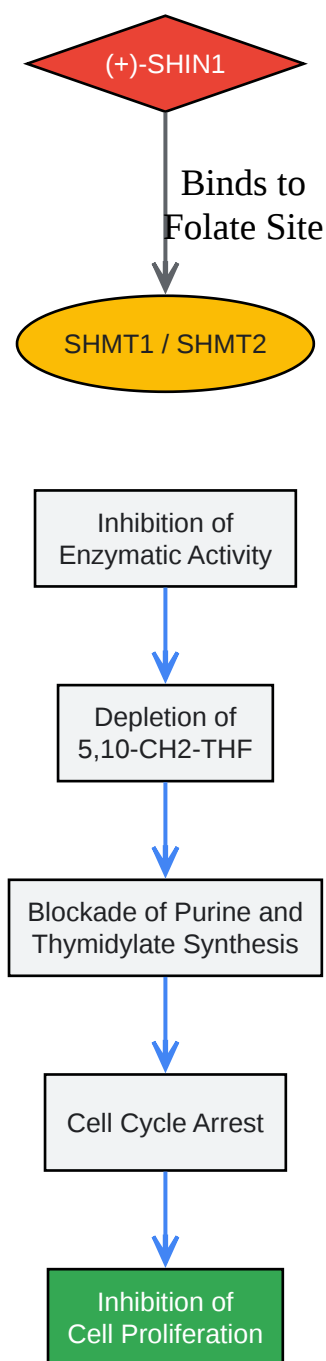 (+)-SHIN1
Binds to
Folate Site
SHMT1 / SHMT2
Inhibition of
Enzymatic Activity
Depletion of
5,10-CH2-THF
Blockade of Purine and
Thymidylate Synthesis
Cell Cycle Arrest
Inhibition of
Cell Proliferation